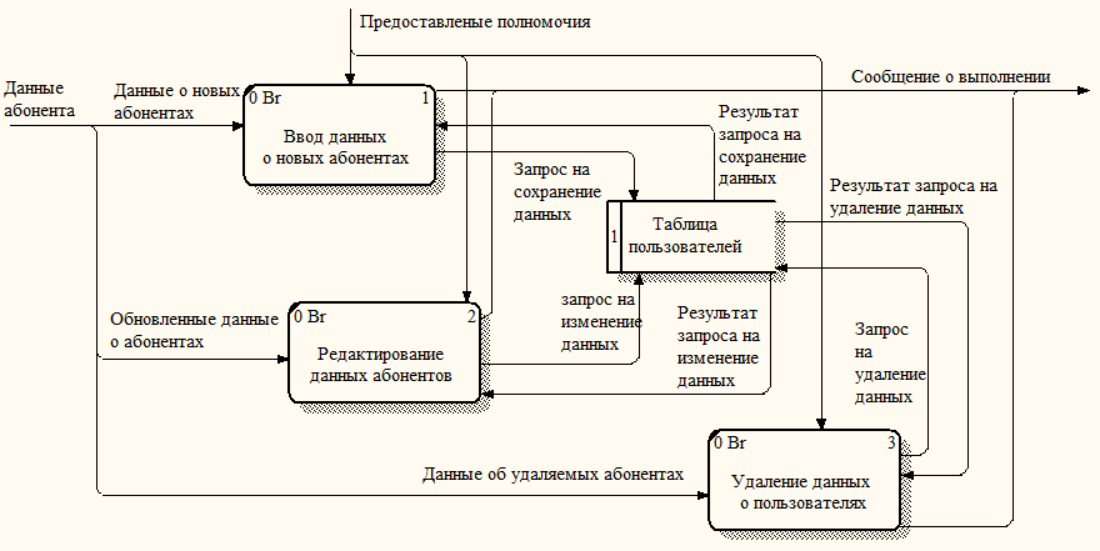 Предоставленые полномочия
Сообщение о выполнении
Данные
абонента
Данные о новых
абонентах
0 Br
1
Ввод данных
о новых абонентах
Результат
запроса на
сохранение
данных
Запрос на
сохранение
данных
Результат запроса на
удаление данных
1
Таблица
пользователей
Обновленные данные
о абонентах
0 Br
2
Редактирование
данных абонентов
запрос на
изменение
данных
Результат
запроса на
изменение
данных
Запрос
на
удаление
данных
Данные об удаляемых абонентах
0 Br
3
Удаление данных
о пользователях